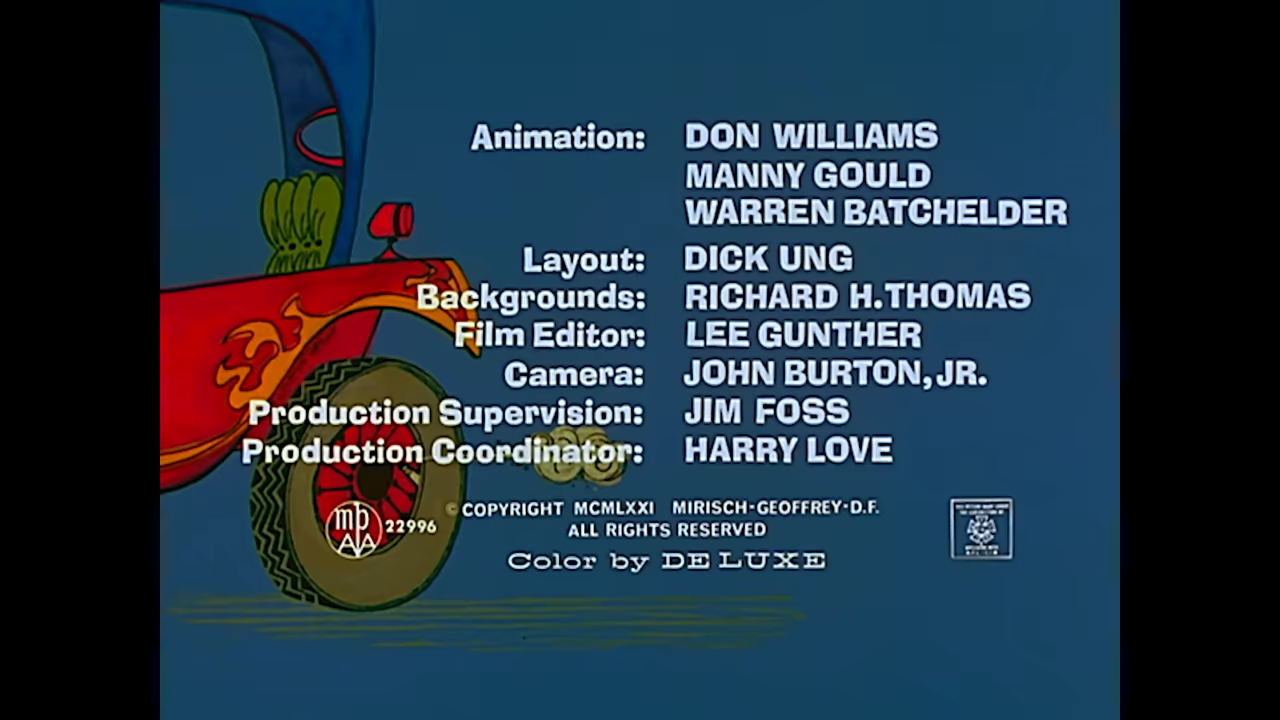 Animation: DON WILLIAMS
MANNY GOULD
WARREN BATCHELDER
Layout: DICK UNG
Backgrounds: RICHARD H. THOMAS
Film Editor: LEE GUNTHER
Camera: JOHN BURTON, JR.
Production Supervision: JIM FOSS
Production Coordinator: HARRY LOVE
© COPYRIGHT MCMLXXI MIRISCH-GEOFFREY-D.F.
mpAA 22996
ALL RIGHTS RESERVED
Color by DE LUXE